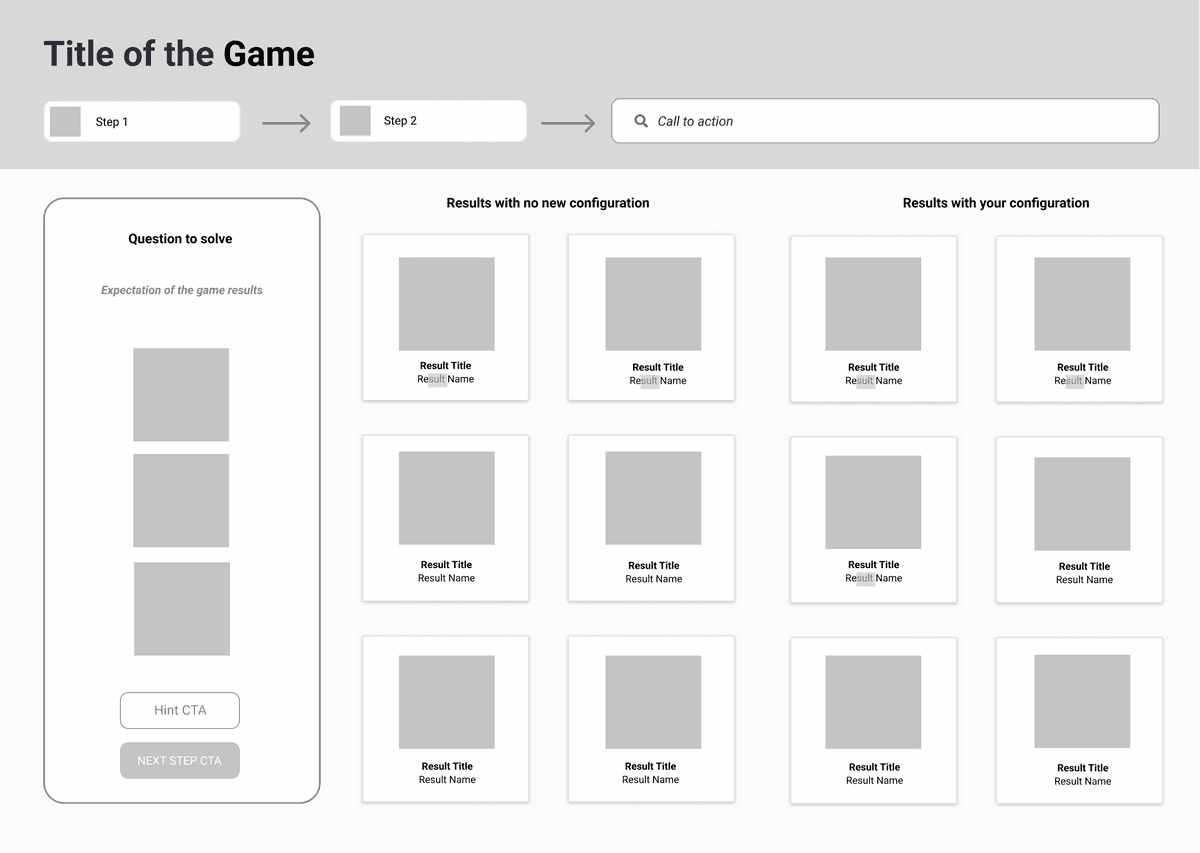 Title of the Game
Step 1
Step 2
Call to action
Question to solve
Expectation of the game results
Hint CTA
NEXT STEP CTA
Results with no new configuration
Result Title
Result Name
Result Title
Result Name
Result Title
Result Name
Result Title
Result Name
Result Title
Result Name
Result Title
Result Name
Results with your configuration
Result Title
Result Name
Result Title
Result Name
Result Title
Result Name
Result Title
Result Name
Result Title
Result Name
Result Title
Result Name